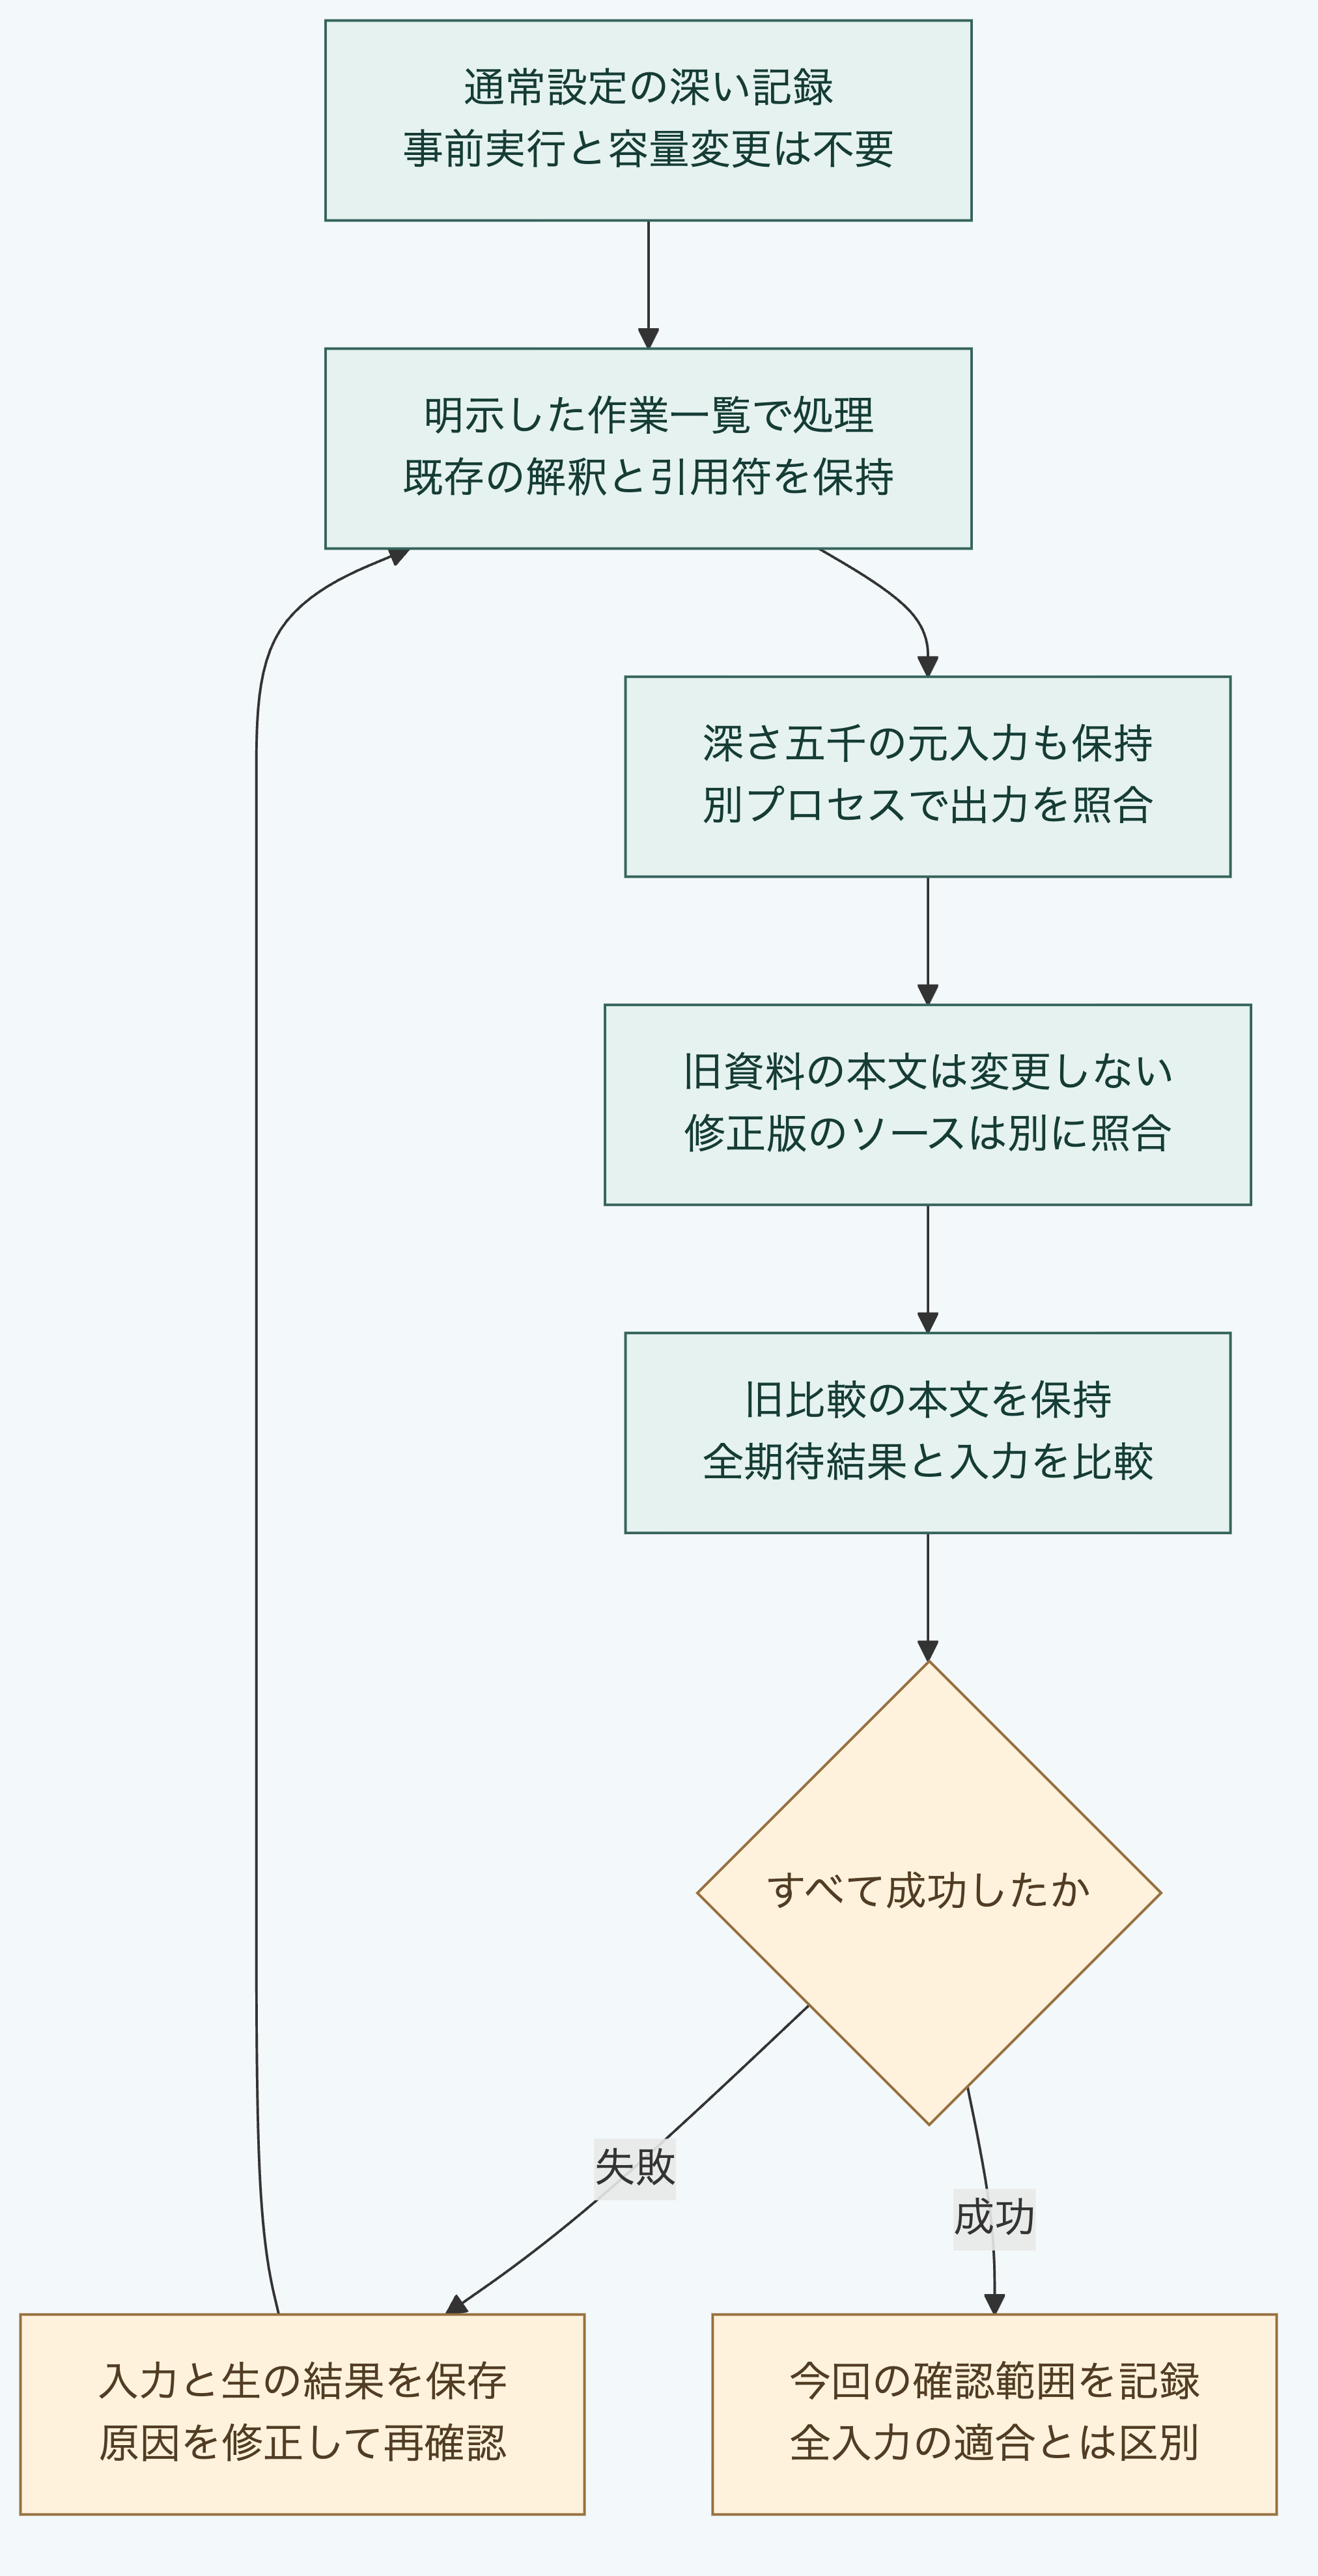 通常設定の深い記録
事前実行と容量変更は不要
明示した作業一覧で処理
既存の解釈と引用符を保持
深さ五千の元入力も保持
別プロセスで出力を照合
旧資料の本文は変更しない
修正版のソースは別に照合
旧比較の本文を保持
全期待結果と入力を比較
すべて成功したか
失敗
成功
入力と生の結果を保存
原因を修正して再確認
今回の確認範囲を記録
全入力の適合とは区別